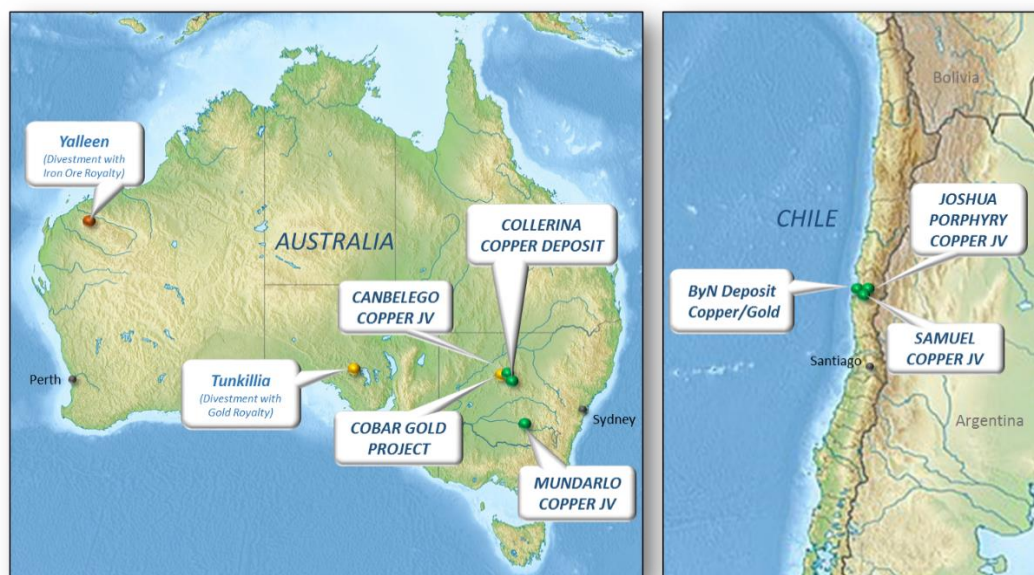 Yalleen
(Divestment with
Iron Ore Royalty)
AUSTRALIA
COLLERINA
COPPER DEPOSIT
CANBELEGO
COPPER JV
Perth
Tunkillia
(Divestment with
Gold Royalty)
COBAR GOLD
PROJECT
Sydney
MUNDARLO
COPPER JV
Bolivia
CHILE
JOSHUA
PORPHYRY
COPPER JV
ByN Deposit
Copper/Gold
SAMUEL
COPPER JV
Santiago
Argentina